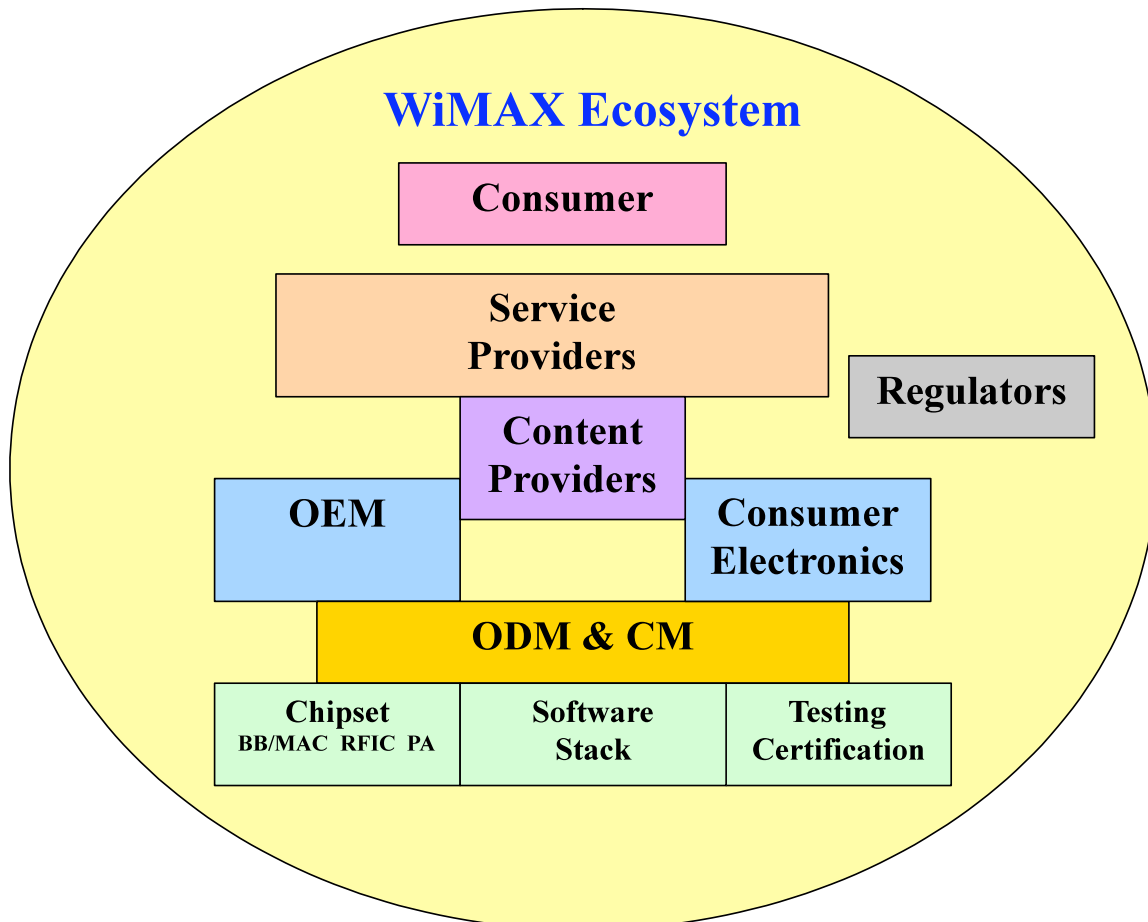 WiMAX Ecosystem
Consumer
Service
Providers
Regulators
Content
Providers
OEM
Consumer
Electronics
ODM & CM
Chipset
BB/MAC RFIC PA
Software
Stack
Testing
Certification